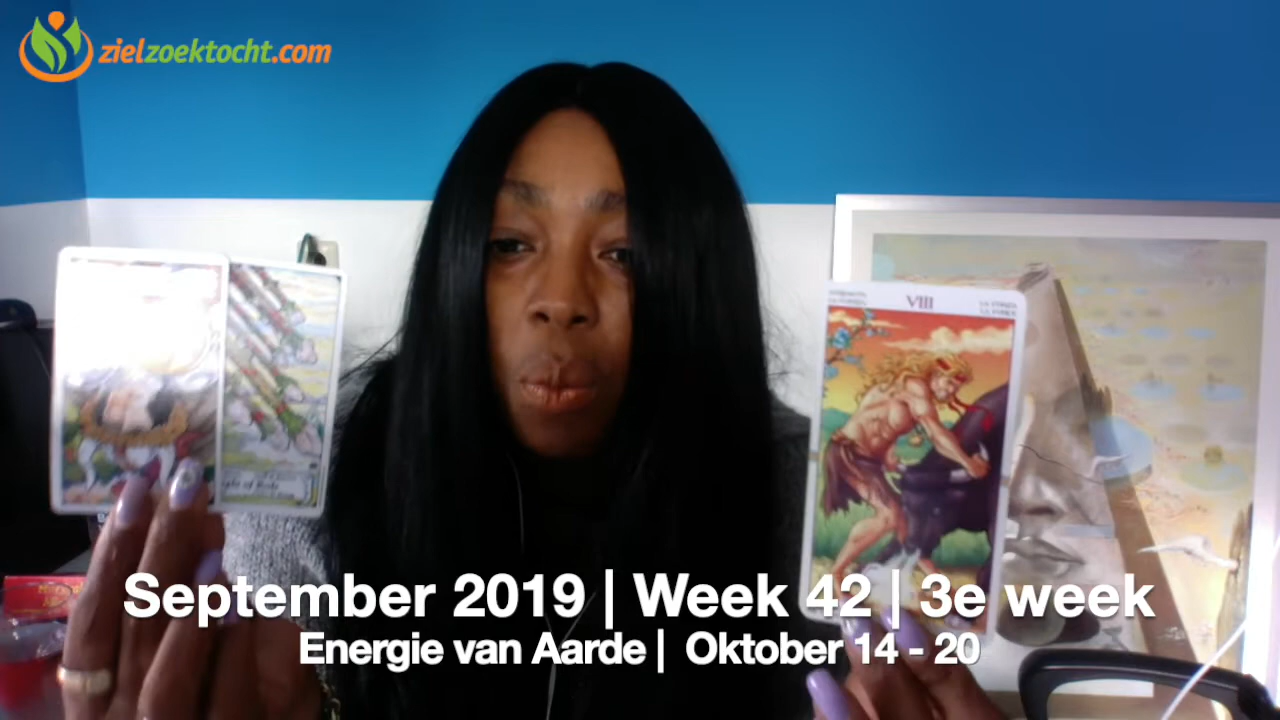 zielzoektocht.com
VIII
September 2019 | Week 42 | 3e week
Energie van Aarde | Oktober 14 - 20